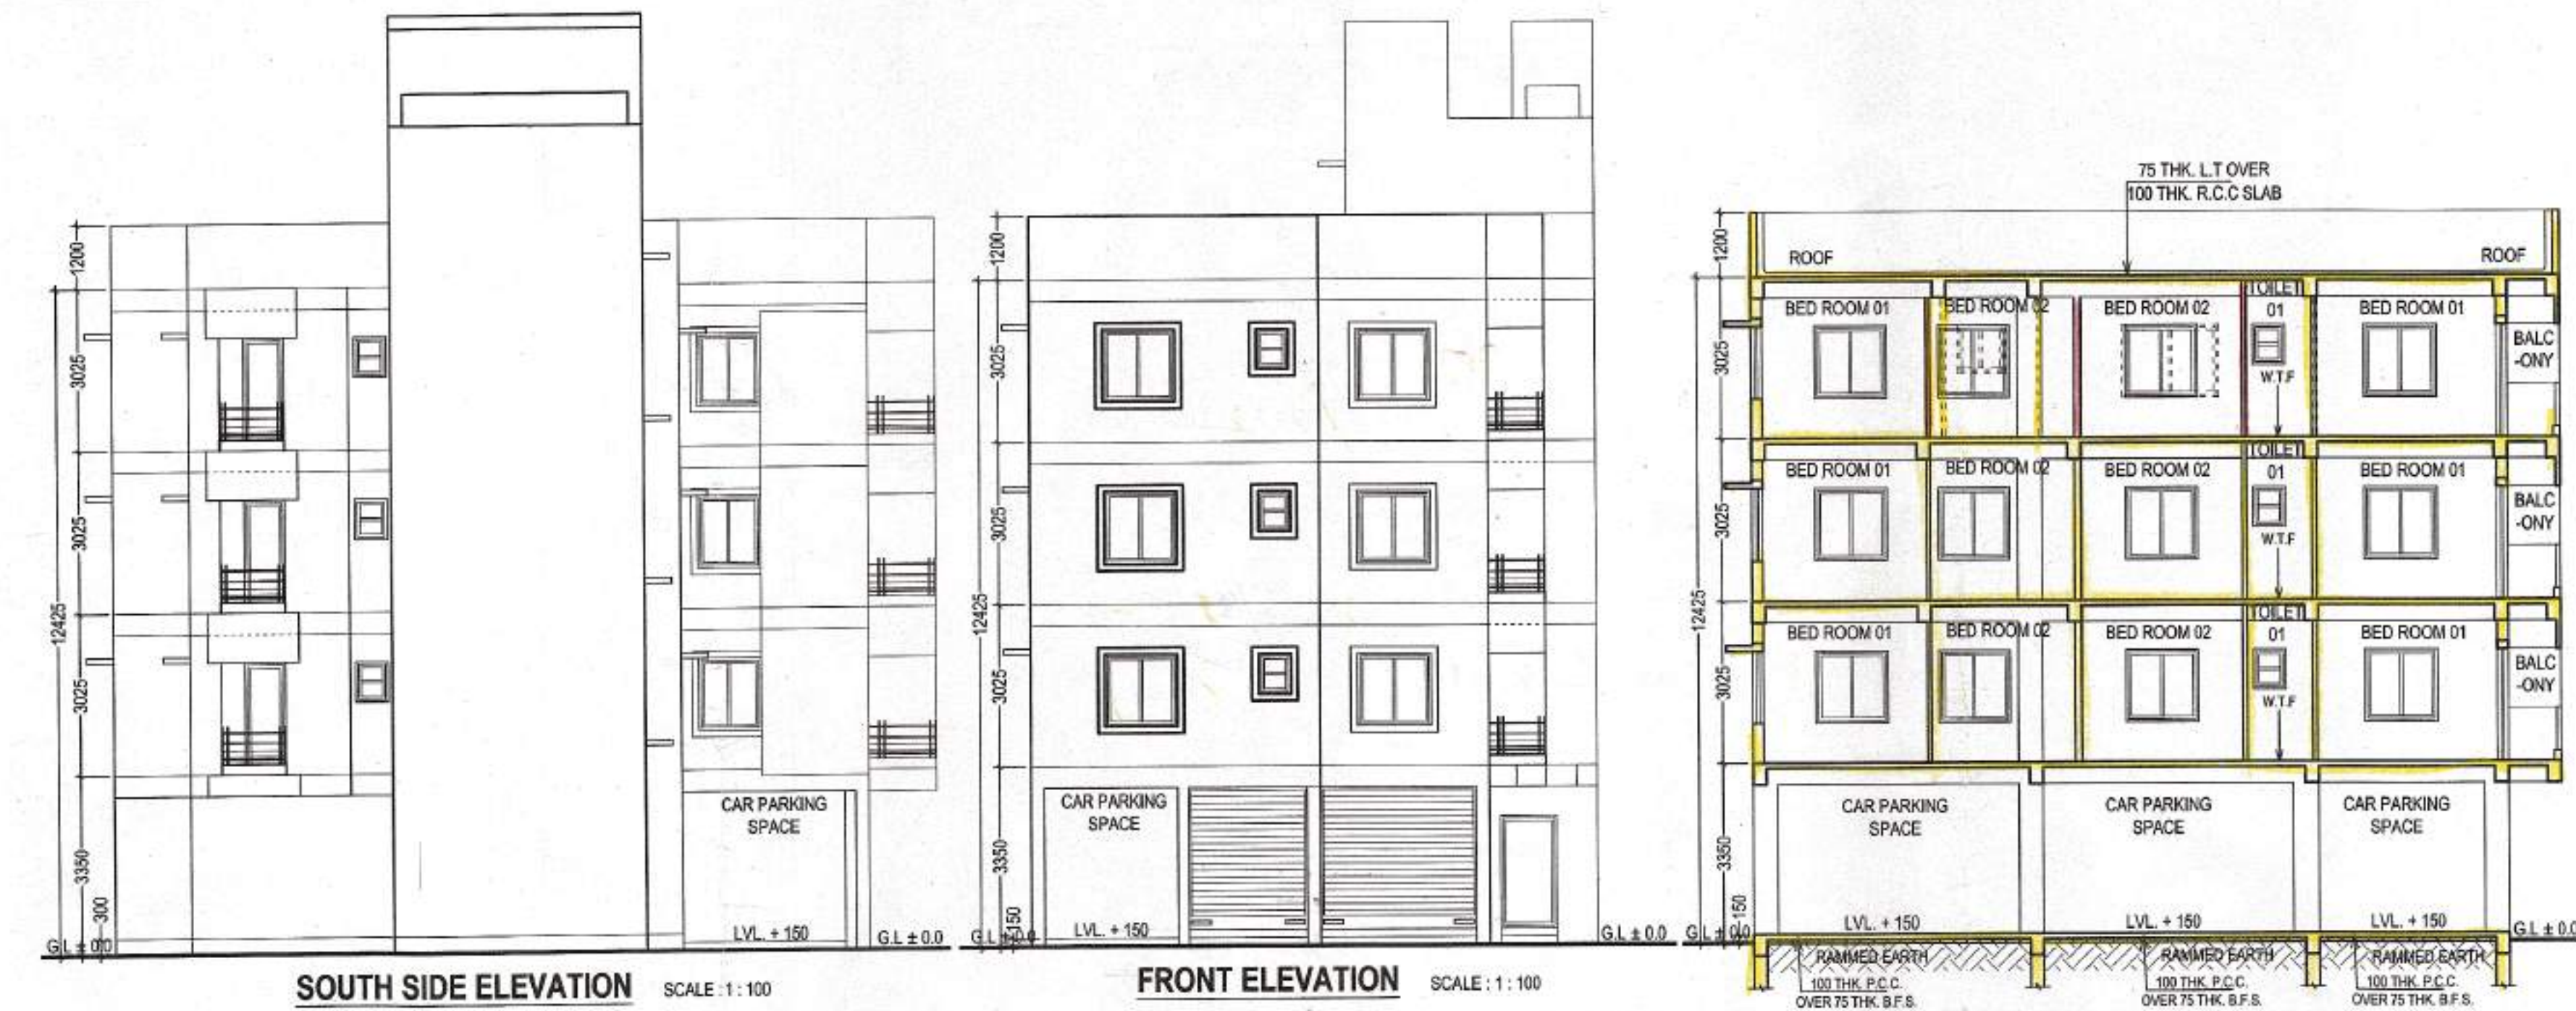 1200
3025
3025
3025
3350
300
12425
G.L ± 0.0
CAR PARKING
SPACE
LVL. + 150
G.L ± 0.0
SOUTH SIDE ELEVATION
SCALE : 1 : 100
1200
3025
3025
3025
3350
150
12425
G.L ± 0.0
CAR PARKING
SPACE
LVL. + 150
G.L ± 0.0
FRONT ELEVATION
SCALE : 1 : 100
75 THK. L.T OVER
100 THK. R.C.C SLAB
1200
3025
3025
3025
3350
150
12425
ROOF
ROOF
BED ROOM 01
BED ROOM 02
BED ROOM 02
TOILET
01
W.T.F
BED ROOM 01
BALC
-ONY
BED ROOM 01
BED ROOM 02
BED ROOM 02
TOILET
01
W.T.F
BED ROOM 01
BALC
-ONY
BED ROOM 01
BED ROOM 02
BED ROOM 02
TOILET
01
W.T.F
BED ROOM 01
BALC
-ONY
CAR PARKING
SPACE
CAR PARKING
SPACE
CAR PARKING
SPACE
LVL. + 150
LVL. + 150
LVL. + 150
G.L ± 0.0
G.L ± 0.0
RAMMED EARTH
RAMMED EARTH
RAMMED EARTH
100 THK. P.C.C.
OVER 75 THK. B.F.S.
100 THK. P.C.C.
OVER 75 THK. B.F.S.
100 THK. P.C.C.
OVER 75 THK. B.F.S.